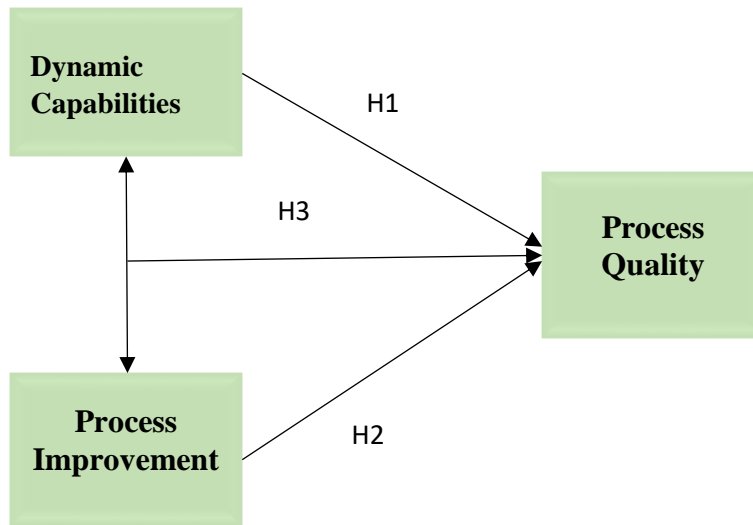 Dynamic
Capabilities
H1
H3
Process
Quality
Process
Improvement
H2